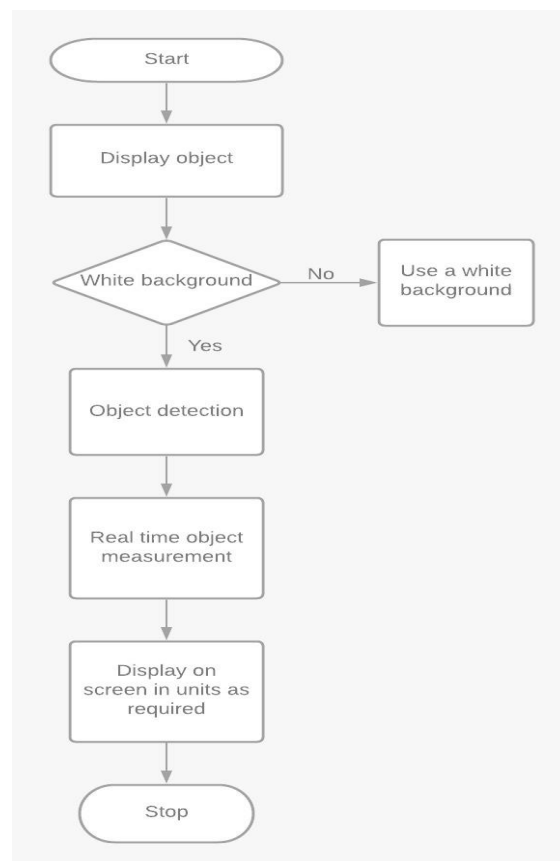 Start
Display object
White background
No
Use a white
background
Yes
Object detection
Real time object
measurement
Display on
screen in units as
required
Stop